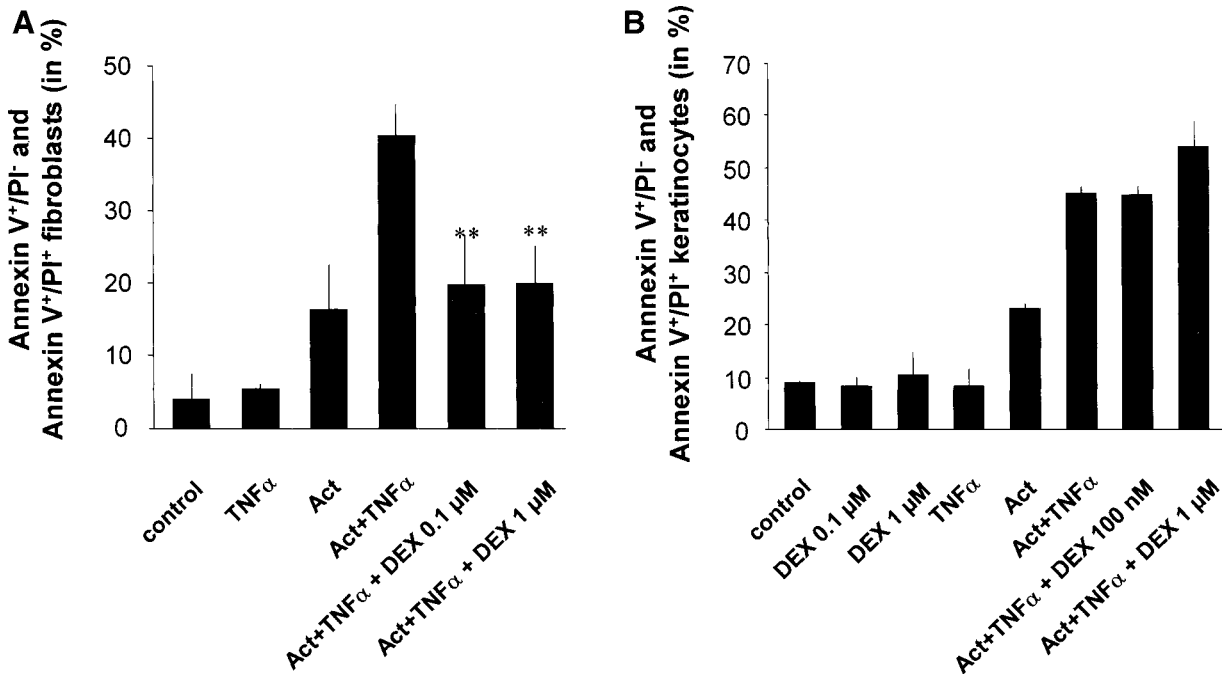 A
Annexin V⁺/PI⁻ and
Annexin V⁺/PI⁺ fibroblasts (in %)
50
40
30
20
10
0
** **
control
TNFα
Act
Act+TNFα
Act+TNFα + DEX 0.1 µM
Act+TNFα + DEX 1 µM
B
Annnexin V⁺/PI⁻ and
Annexin V⁺/PI⁺ keratinocytes (in %)
70
60
50
40
30
20
10
0
control
DEX 0.1 µM
DEX 1 µM
TNFα
Act
Act+TNFα
Act+TNFα + DEX 100 nM
Act+TNFα + DEX 1 µM